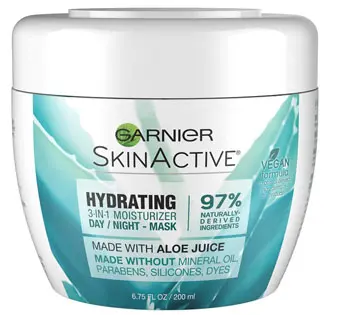 GARNIER
SKINACTIVE®
VEGAN
formula
HYDRATING
3-IN-1 MOISTURIZER
DAY / NIGHT - MASK
97%
NATURALLY-
DERIVED
INGREDIENTS
MADE WITH ALOE JUICE
MADE WITHOUT MINERAL OIL,
PARABENS, SILICONES, DYES
6.75 FL OZ / 200 ml